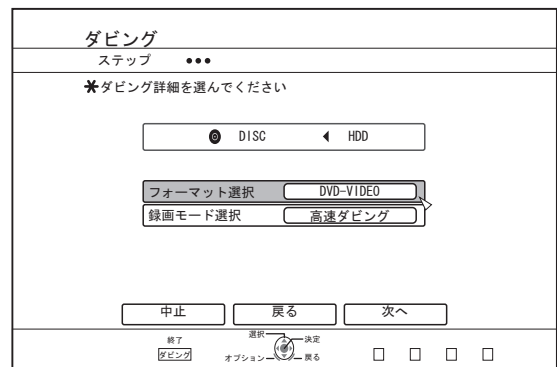 ダビング
ステップ
ダビング詳細を選んでください
DISC ◀ HDD
フォーマット選択 DVD-VIDEO
録画モード選択 高速ダビング
中止 戻る 次へ
終了
ダビング
選択
決定
オプション
戻る